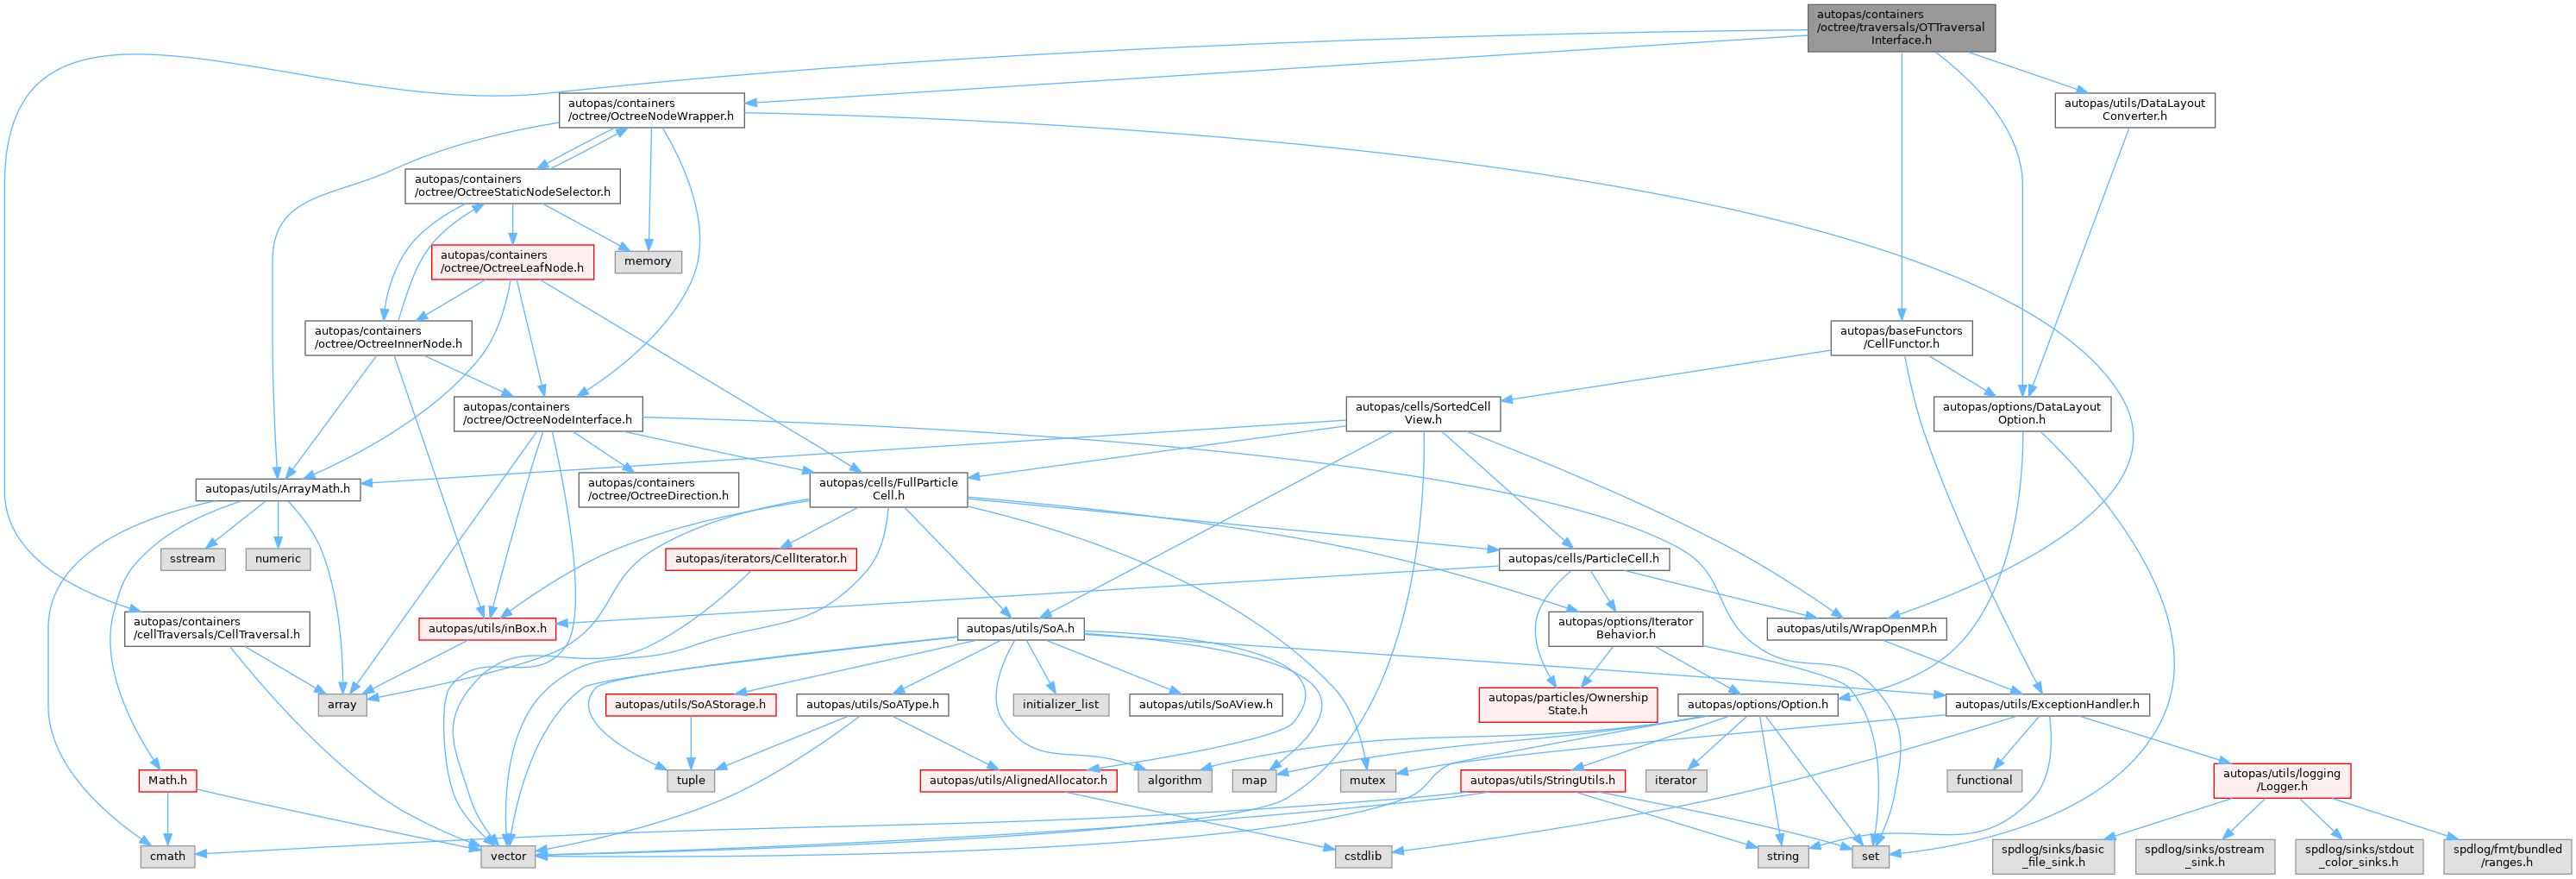 autopas/containers
/octree/traversals/OTTraversal
Interface.h
autopas/containers
/octree/OctreeNodeWrapper.h
autopas/utils/DataLayout
Converter.h
autopas/containers
/octree/OctreeStaticNodeSelector.h
autopas/containers
/octree/OctreeLeafNode.h
memory
autopas/containers
/octree/OctreeInnerNode.h
autopas/baseFunctors
/CellFunctor.h
autopas/containers
/octree/OctreeNodeInterface.h
autopas/cells/SortedCell
View.h
autopas/options/DataLayout
Option.h
autopas/utils/ArrayMath.h
autopas/containers
/octree/OctreeDirection.h
autopas/cells/FullParticle
Cell.h
sstream
numeric
autopas/iterators/CellIterator.h
autopas/cells/ParticleCell.h
autopas/containers
/cellTraversals/CellTraversal.h
autopas/utils/inBox.h
autopas/utils/SoA.h
autopas/options/Iterator
Behavior.h
autopas/utils/WrapOpenMP.h
array
autopas/utils/SoAStorage.h
autopas/utils/SoAType.h
initializer_list
autopas/utils/SoAView.h
autopas/particles/Ownership
State.h
autopas/options/Option.h
autopas/utils/ExceptionHandler.h
Math.h
tuple
autopas/utils/AlignedAllocator.h
algorithm
map
mutex
autopas/utils/StringUtils.h
iterator
functional
autopas/utils/logging
/Logger.h
cmath
vector
cstdlib
string
set
spdlog/sinks/basic
_file_sink.h
spdlog/sinks/ostream
_sink.h
spdlog/sinks/stdout
_color_sinks.h
spdlog/fmt/bundled
/ranges.h